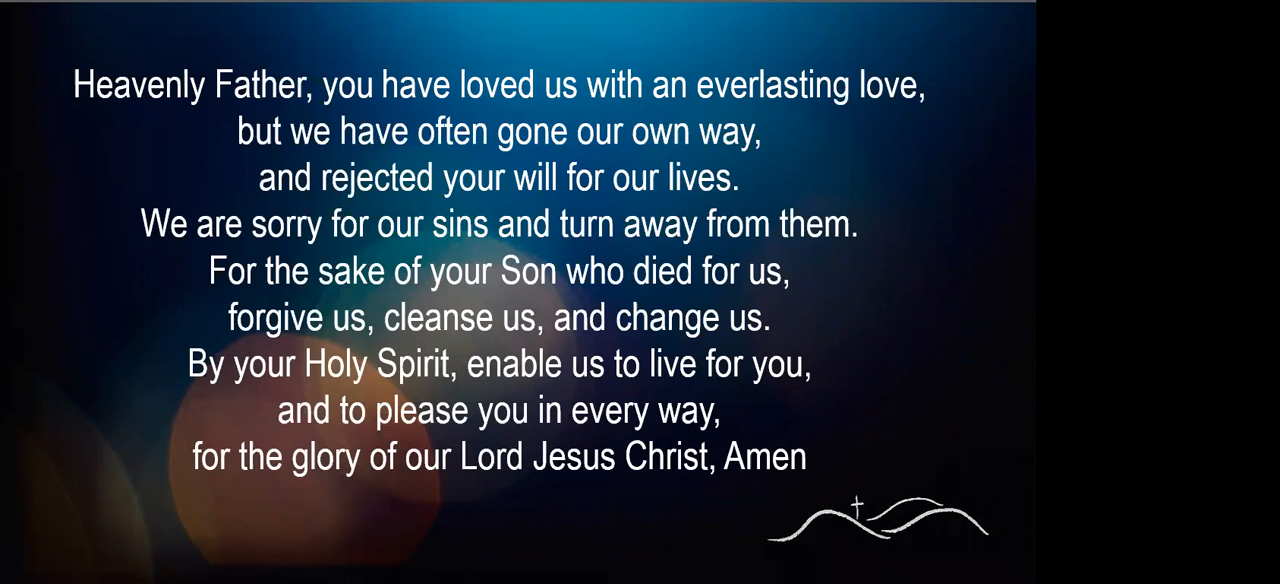 Heavenly Father, you have loved us with an everlasting love,
but we have often gone our own way,
and rejected your will for our lives.
We are sorry for our sins and turn away from them.
For the sake of your Son who died for us,
forgive us, cleanse us, and change us.
By your Holy Spirit, enable us to live for you,
and to please you in every way,
for the glory of our Lord Jesus Christ, Amen